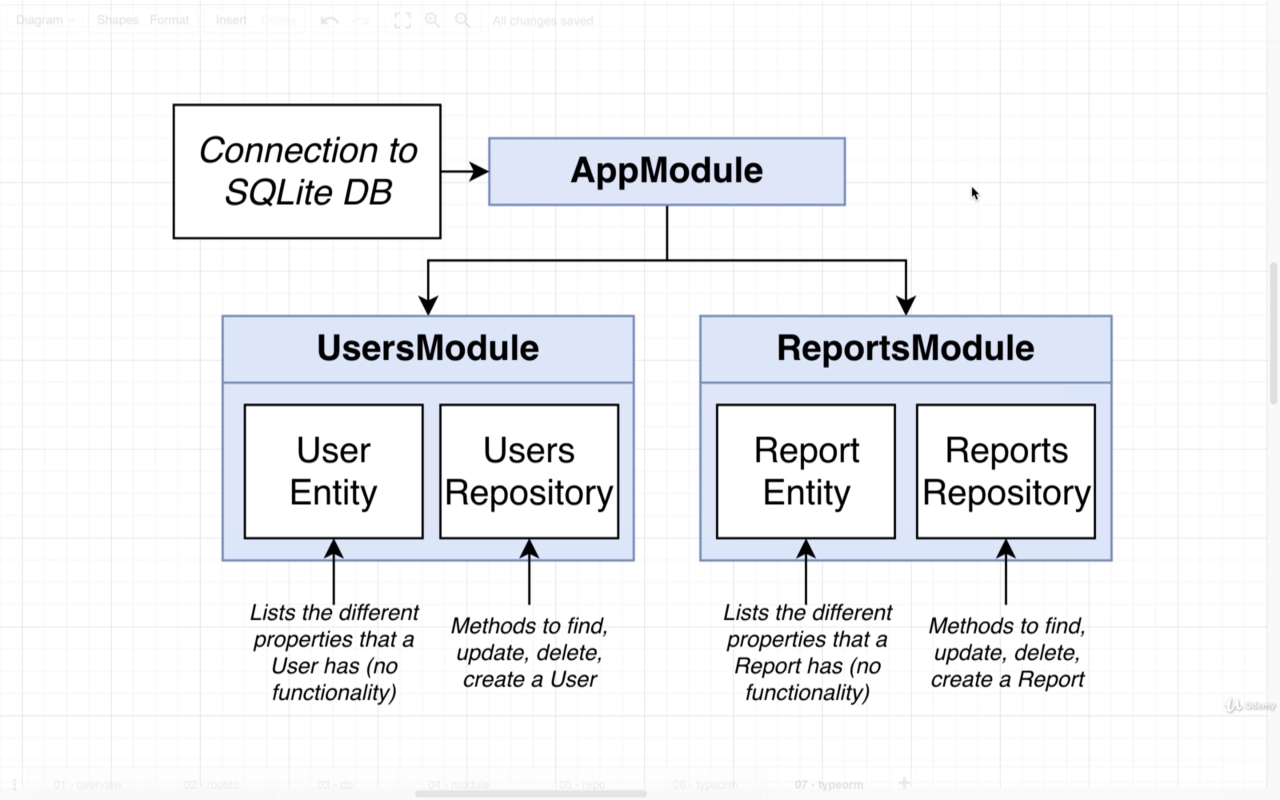 Diagram Shapes Format Insert Delete All changes saved
Connection to
SQLite DB
AppModule
UsersModule
User
Entity
Users
Repository
Lists the different
properties that a
User has (no
functionality)
Methods to find,
update, delete,
create a User
ReportsModule
Report
Entity
Reports
Repository
Lists the different
properties that a
Report has (no
functionality)
Methods to find,
update, delete,
create a Report
Udemy
01 - overview 02 - routes 03 - db 04 - module 05 - repo 06 - typeorm 07 - typeorm